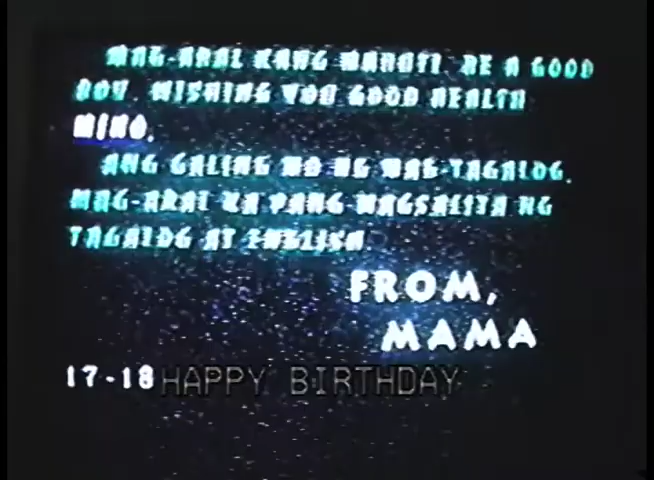 MAG-ARAL KANG MABUTI. BE A GOOD
BOY. WISHING YOU GOOD HEALTH
NINO.
ANG GALING MO NG MAG-TAGALOG.
MAG-ARAL KA PANG MAGSALITA NG
TAGALOG AT ENGLISH.
FROM,
MAMA
17-18 HAPPY BIRTHDAY